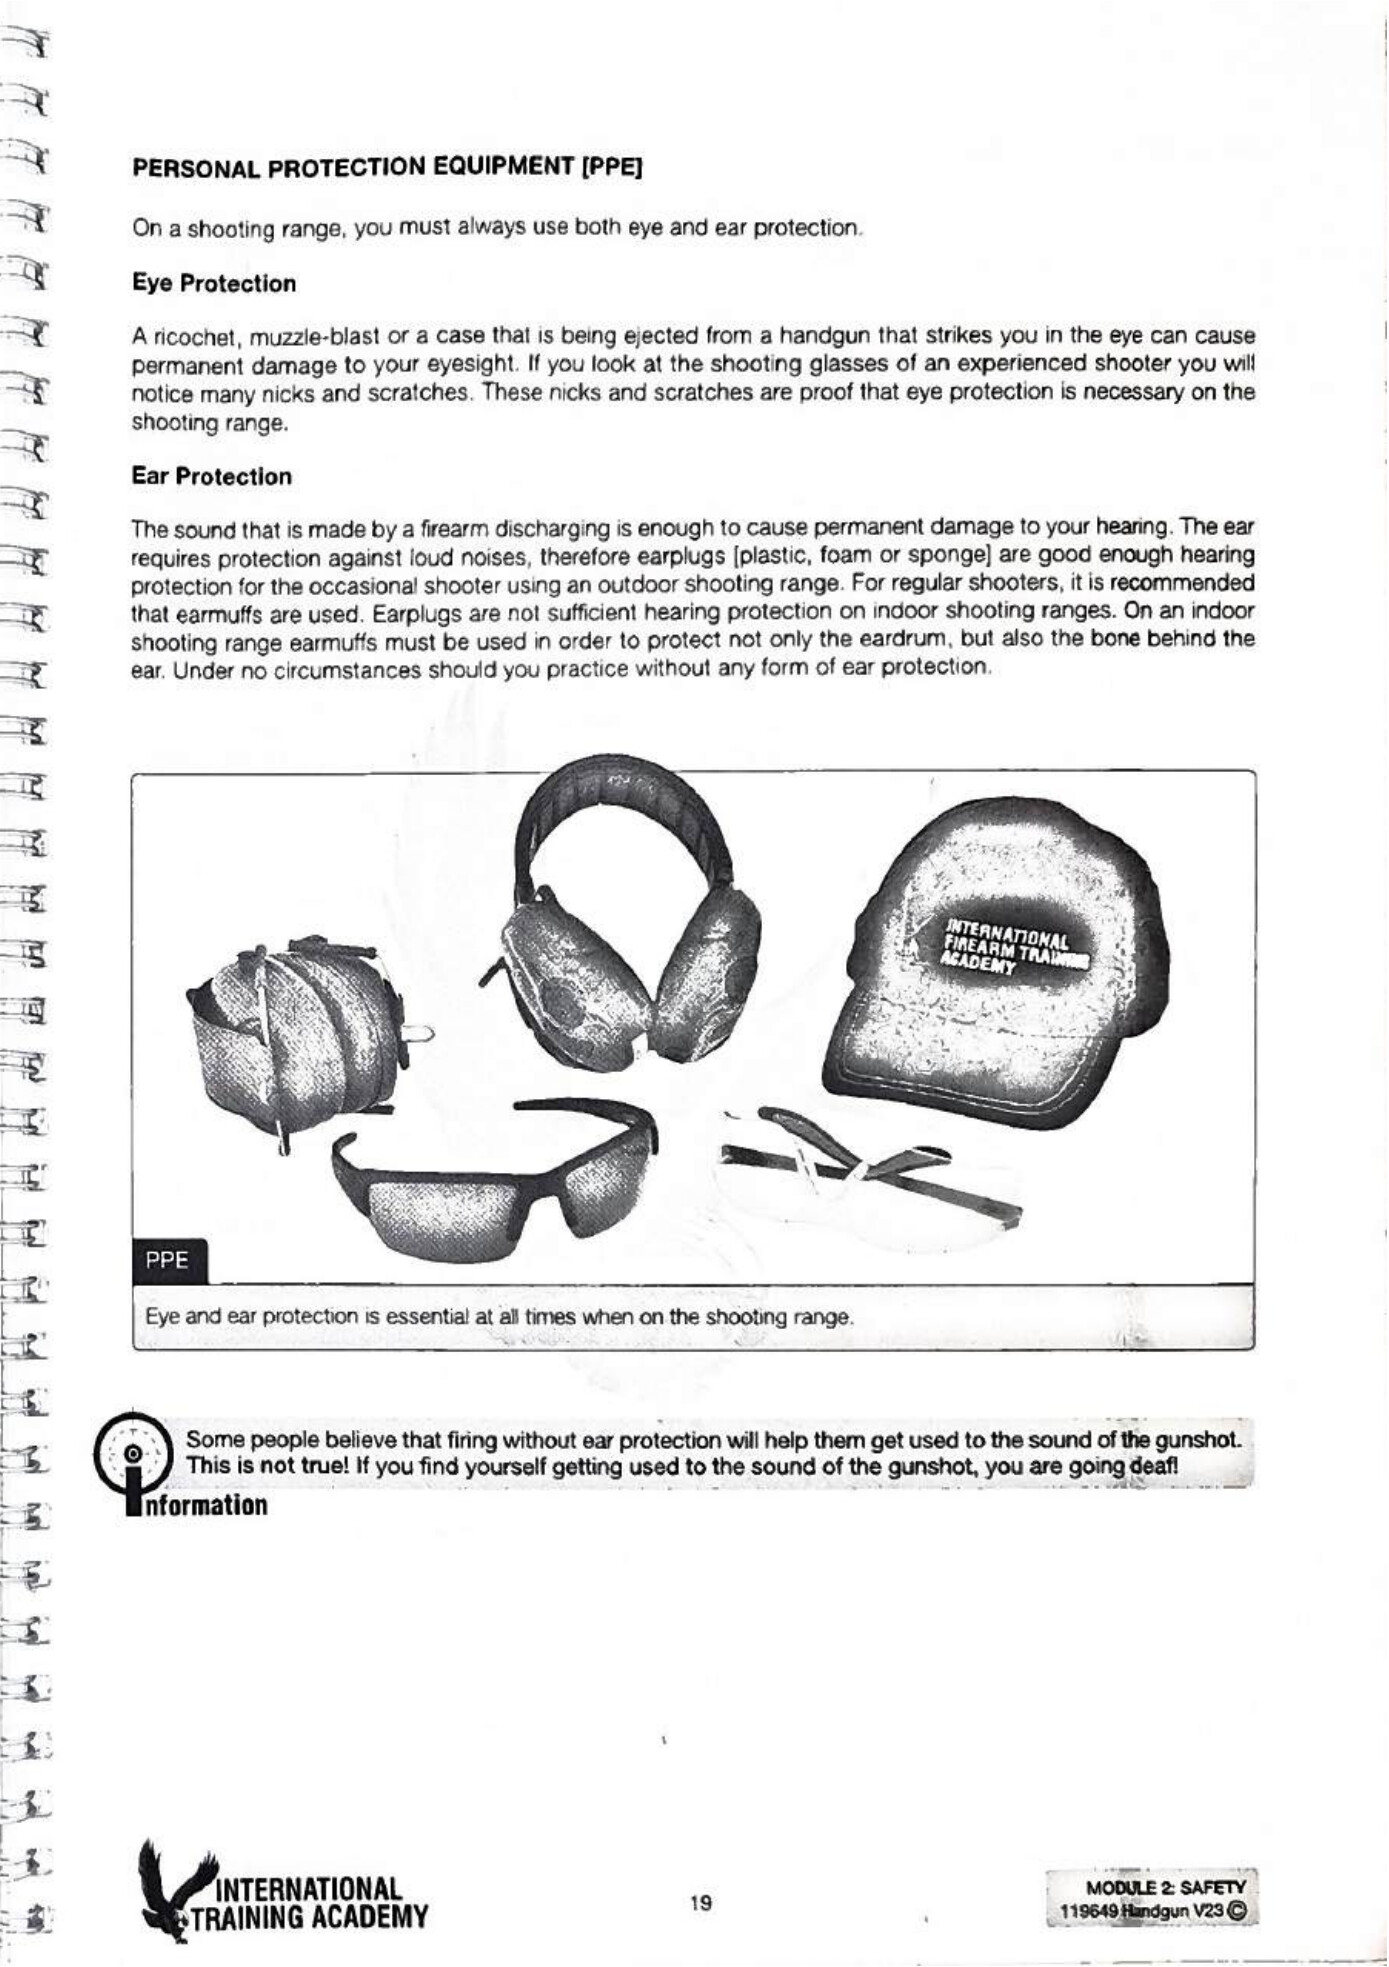 PERSONAL PROTECTION EQUIPMENT [PPE]
On a shooting range, you must always use both eye and ear protection.
Eye Protection
A ricochet, muzzle-blast or a case that is being ejected from a handgun that strikes you in the eye can cause
permanent damage to your eyesight. If you look at the shooting glasses of an experienced shooter you will
notice many nicks and scratches. These nicks and scratches are proof that eye protection is necessary on the
shooting range.
Ear Protection
The sound that is made by a firearm discharging is enough to cause permanent damage to your hearing. The ear
requires protection against loud noises, therefore earplugs [plastic, foam or sponge] are good enough hearing
protection for the occasional shooter using an outdoor shooting range. For regular shooters, it is recommended
that earmuffs are used. Earplugs are not sufficient hearing protection on indoor shooting ranges. On an indoor
shooting range earmuffs must be used in order to protect not only the eardrum, but also the bone behind the
ear. Under no circumstances should you practice without any form of ear protection.
INTERNATIONAL
FIREARM TRAINING
ACADEMY
PPE
Eye and ear protection is essential at all times when on the shooting range.
Some people believe that firing without ear protection will help them get used to the sound of the gunshot.
This is not true! If you find yourself getting used to the sound of the gunshot, you are going deaf!
Information
INTERNATIONAL
TRAINING ACADEMY
19
MODULE 2: SAFETY
119649 Handgun V23 ©